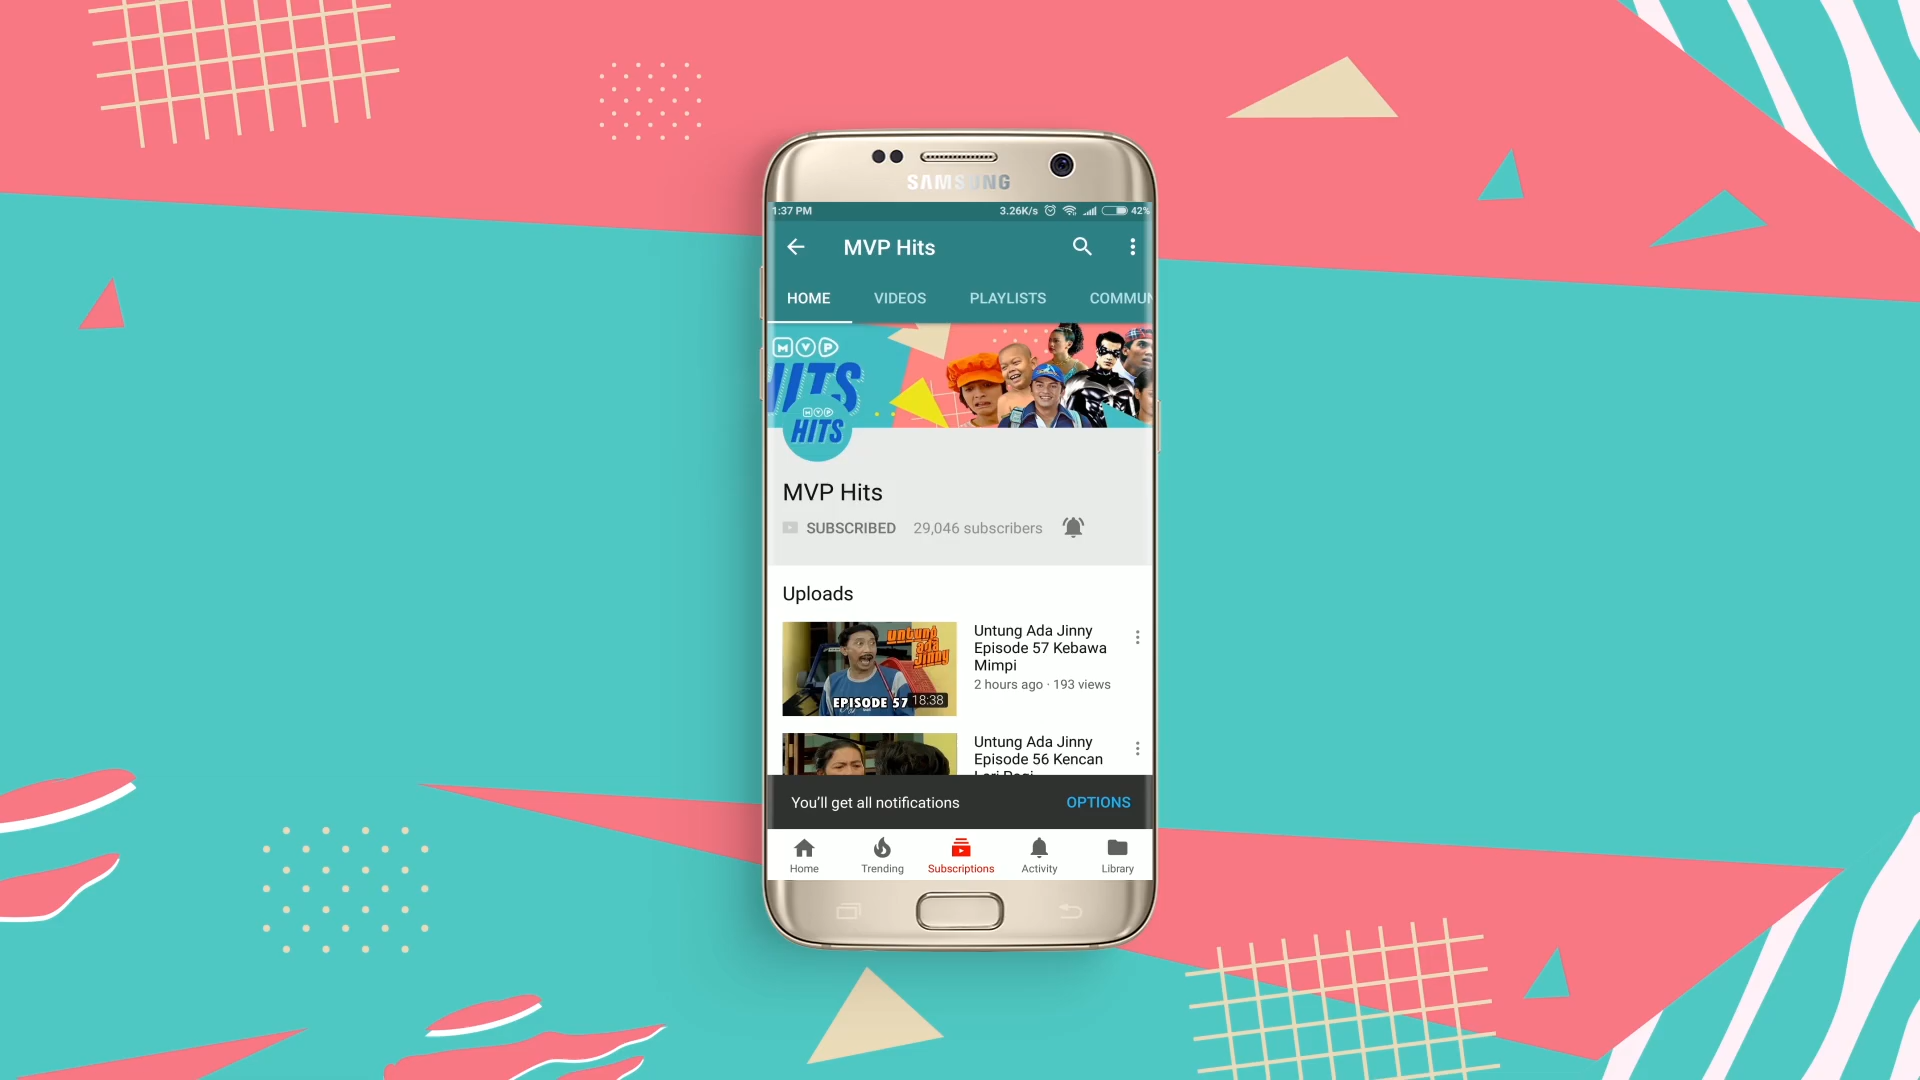 SAMSUNG
1:37 PM 3.26K/s 42%
MVP Hits
HOME VIDEOS PLAYLISTS COMMUN
MVP
HITS
MVP
HITS
MVP Hits
SUBSCRIBED 29,046 subscribers
Uploads
untung
ada
Jinny
EPISODE 57 18:38
Untung Ada Jinny
Episode 57 Kebawa
Mimpi
2 hours ago · 193 views
Untung Ada Jinny
Episode 56 Kencan
You'll get all notifications OPTIONS
Home Trending Subscriptions Activity Library